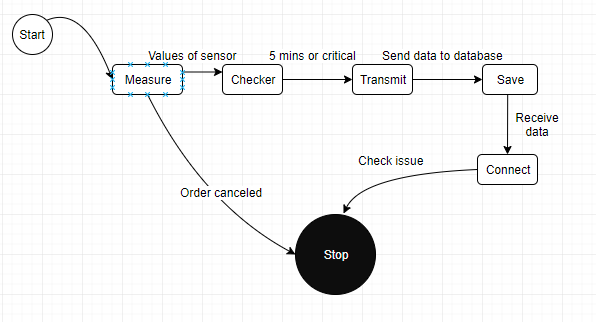 Start
Values of sensor
5 mins or critical
Send data to database
Measure
Checker
Transmit
Save
Receive
data
Check issue
Connect
Order canceled
Stop